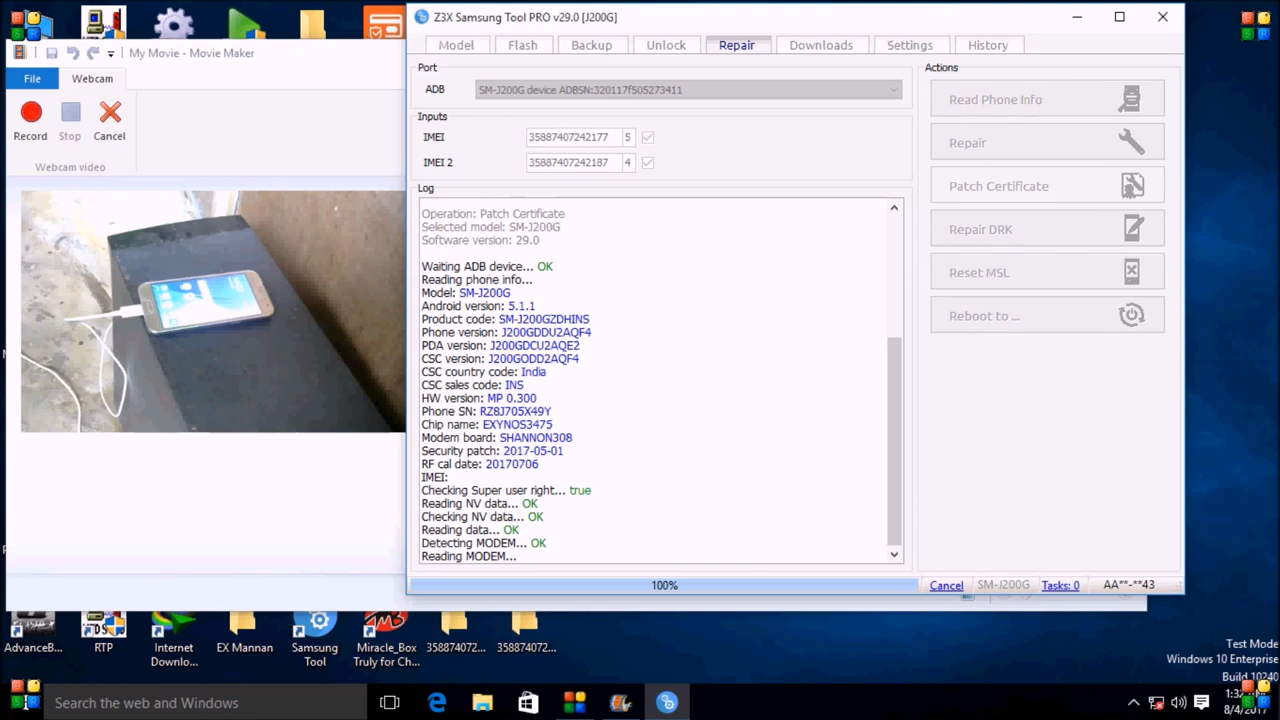 Z3X Samsung Tool PRO v29.0 [J200G]
My Movie - Movie Maker
Model Flash Backup Unlock Repair Downloads Settings History
File Webcam
Record Stop Cancel
Webcam video
Port
ADB SM-J200G device ADBSN:320117f505273411
Inputs
IMEI 35887407242177 5
IMEI 2 35887407242187 4
Log
Operation: Patch Certificate
Selected model: SM-J200G
Software version: 29.0
Waiting ADB device... OK
Reading phone info...
Model: SM-J200G
Android version: 5.1.1
Product code: SM-J200GZDHINS
Phone version: J200GDDU2AQF4
PDA version: J200GDCU2AQE2
CSC version: J200GODD2AQF4
CSC country code: India
CSC sales code: INS
HW version: MP 0.300
Phone SN: RZ8J705X49Y
Chip name: EXYNOS3475
Modem board: SHANNON308
Security patch: 2017-05-01
RF cal date: 20170706
IMEI:
Checking Super user right... true
Reading NV data... OK
Checking NV data... OK
Reading data... OK
Detecting MODEM... OK
Reading MODEM...
Actions
Read Phone Info
Repair
Patch Certificate
Repair DRK
Reset MSL
Reboot to ...
100% Cancel SM-J200G Tasks: 0 AA**-**43
AdvanceB... RTP Internet Downlo... EX Mannan Samsung Tool Miracle_Box Truly for Ch... 358874072... 358874072...
Test Mode
Windows 10 Enterprise
Build 10240
Search the web and Windows
8/4/2017